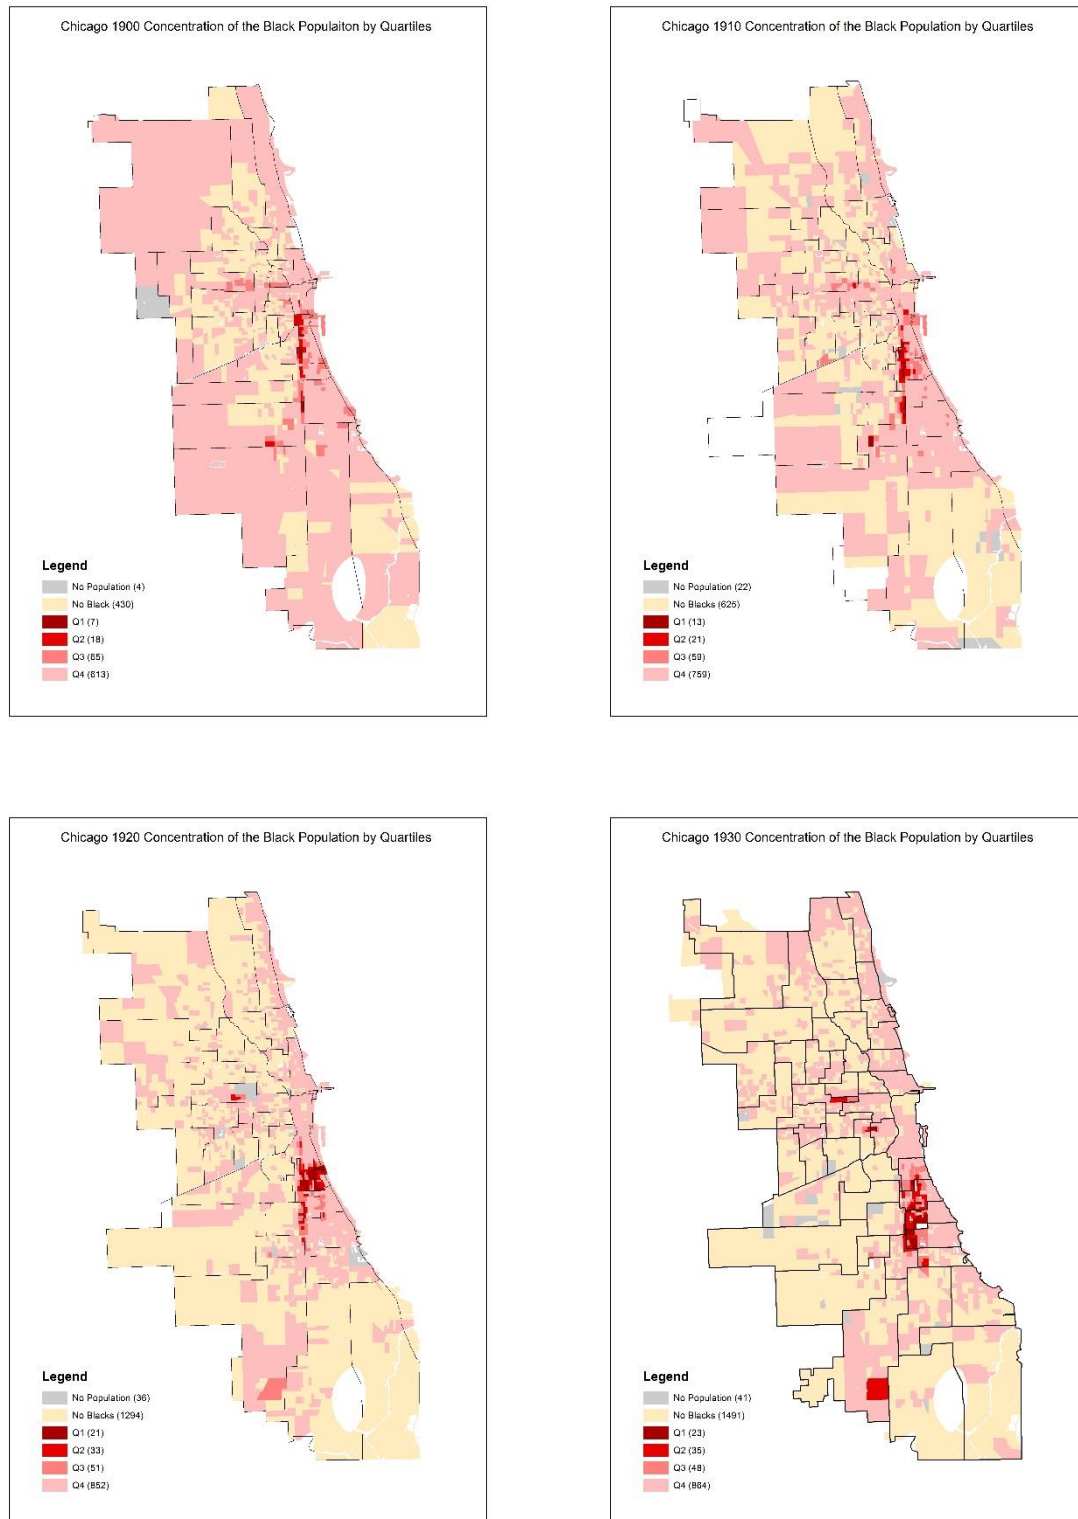 Chicago 1900 Concentration of the Black Populaiton by Quartiles
Legend
No Population (4)
No Black (430)
Q1 (7)
Q2 (18)
Q3 (65)
Q4 (613)
Chicago 1910 Concentration of the Black Population by Quartiles
Legend
No Population (22)
No Blacks (625)
Q1 (13)
Q2 (21)
Q3 (59)
Q4 (759)
Chicago 1920 Concentration of the Black Population by Quartiles
Legend
No Population (36)
No Blacks (1294)
Q1 (21)
Q2 (33)
Q3 (51)
Q4 (852)
Chicago 1930 Concentration of the Black Population by Quartiles
Legend
No Population (41)
No Blacks (1491)
Q1 (23)
Q2 (35)
Q3 (48)
Q4 (864)